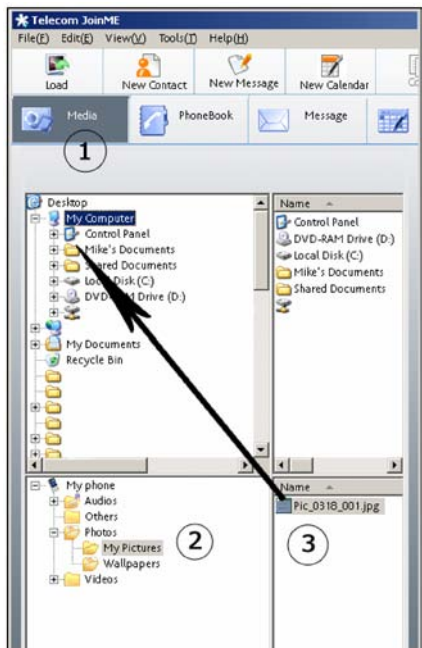 Telecom JoinME
File(F) Edit(E) View(V) Tools(T) Help(H)
Load New Contact New Message New Calendar
Media PhoneBook Message
1
Desktop
My Computer
Control Panel
Mike's Documents
Shared Documents
Local Disk (C:)
DVD-RAM Drive (D:)
My Documents
Recycle Bin
Name
Control Panel
DVD-RAM Drive (D:)
Local Disk (C:)
Mike's Documents
Shared Documents
My phone
Audios
Others
Photos
My Pictures
Wallpapers
Videos
2
Name
Pic_0318_001.jpg
3